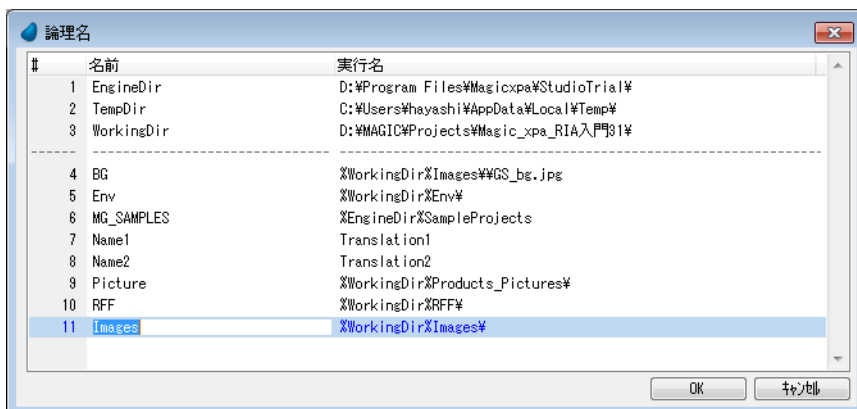 論理名
# 名前 実行名
1 EngineDir D:¥Program Files¥Magicxpa¥StudioTrial¥
2 TempDir C:¥Users¥hayashi¥AppData¥Local¥Temp¥
3 WorkingDir D:¥MAGIC¥Projects¥Magic_xpa_RIA入門31¥
4 BG %WorkingDir%Images¥¥GS_bg.jpg
5 Env %WorkingDir%Env¥
6 MG_SAMPLES %EngineDir%SampleProjects
7 Name1 Translation1
8 Name2 Translation2
9 Picture %WorkingDir%Products_Pictures¥
10 RFF %WorkingDir%RFF¥
11 Images %WorkingDir%Images¥
OK キャンセル